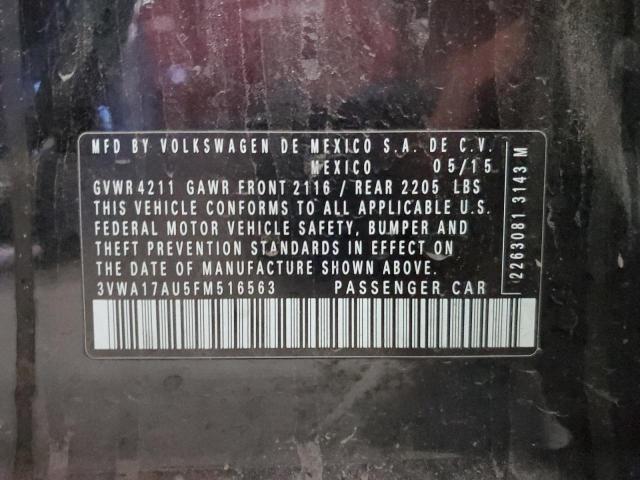 MFD BY VOLKSWAGEN DE MEXICO S.A. DE C.V.
MEXICO 05/15
GVWR 4211 GAWR FRONT 2116 / REAR 2205 LBS
THIS VEHICLE CONFORMS TO ALL APPLICABLE U.S.
FEDERAL MOTOR VEHICLE SAFETY, BUMPER AND
THEFT PREVENTION STANDARDS IN EFFECT ON
THE DATE OF MANUFACTURE SHOWN ABOVE.
3VWA17AU5FM516563 PASSENGER CAR
2263081 3143 M